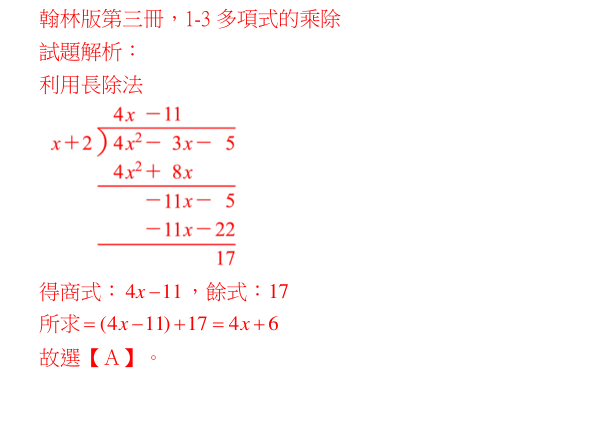 翰林版第三冊，1-3 多項式的乘除
試題解析：
利用長除法
4x －11
x＋2 ) 4x²－ 3x－ 5
4x²＋ 8x
－11x－ 5
－11x－22
17
得商式：4x－11，餘式：17
所求＝(4x－11)＋17＝4x＋6
故選【A】。